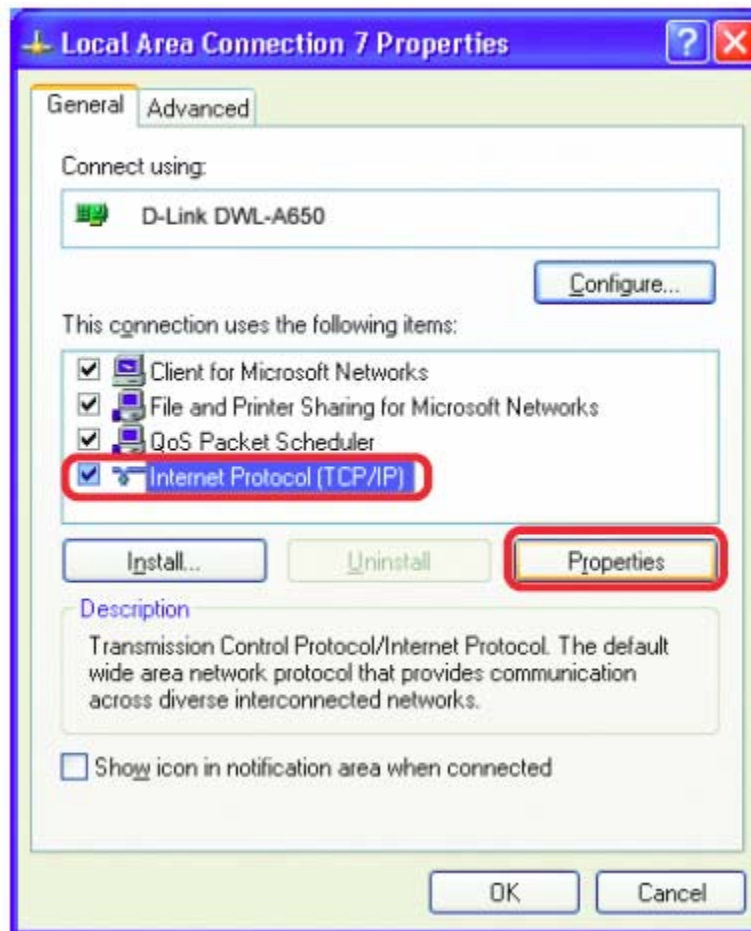 Local Area Connection 7 Properties
General
Advanced
Connect using:
D-Link DWL-A650
Configure...
This connection uses the following items:
Client for Microsoft Networks
File and Printer Sharing for Microsoft Networks
QoS Packet Scheduler
Internet Protocol (TCP/IP)
Install...
Uninstall
Properties
Description
Transmission Control Protocol/Internet Protocol. The default
wide area network protocol that provides communication
across diverse interconnected networks.
Show icon in notification area when connected
OK
Cancel